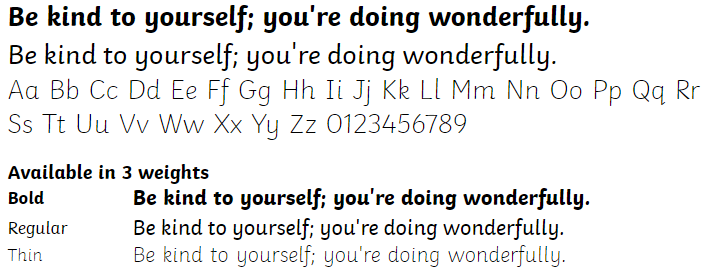 Be kind to yourself; you're doing wonderfully.
Be kind to yourself; you're doing wonderfully.
Aa Bb Cc Dd Ee Ff Gg Hh Ii Jj Kk Ll Mm Nn Oo Pp Qq Rr
Ss Tt Uu Vv Ww Xx Yy Zz 0123456789
Available in 3 weights
Bold Be kind to yourself; you're doing wonderfully.
Regular Be kind to yourself; you're doing wonderfully.
Thin Be kind to yourself; you're doing wonderfully.